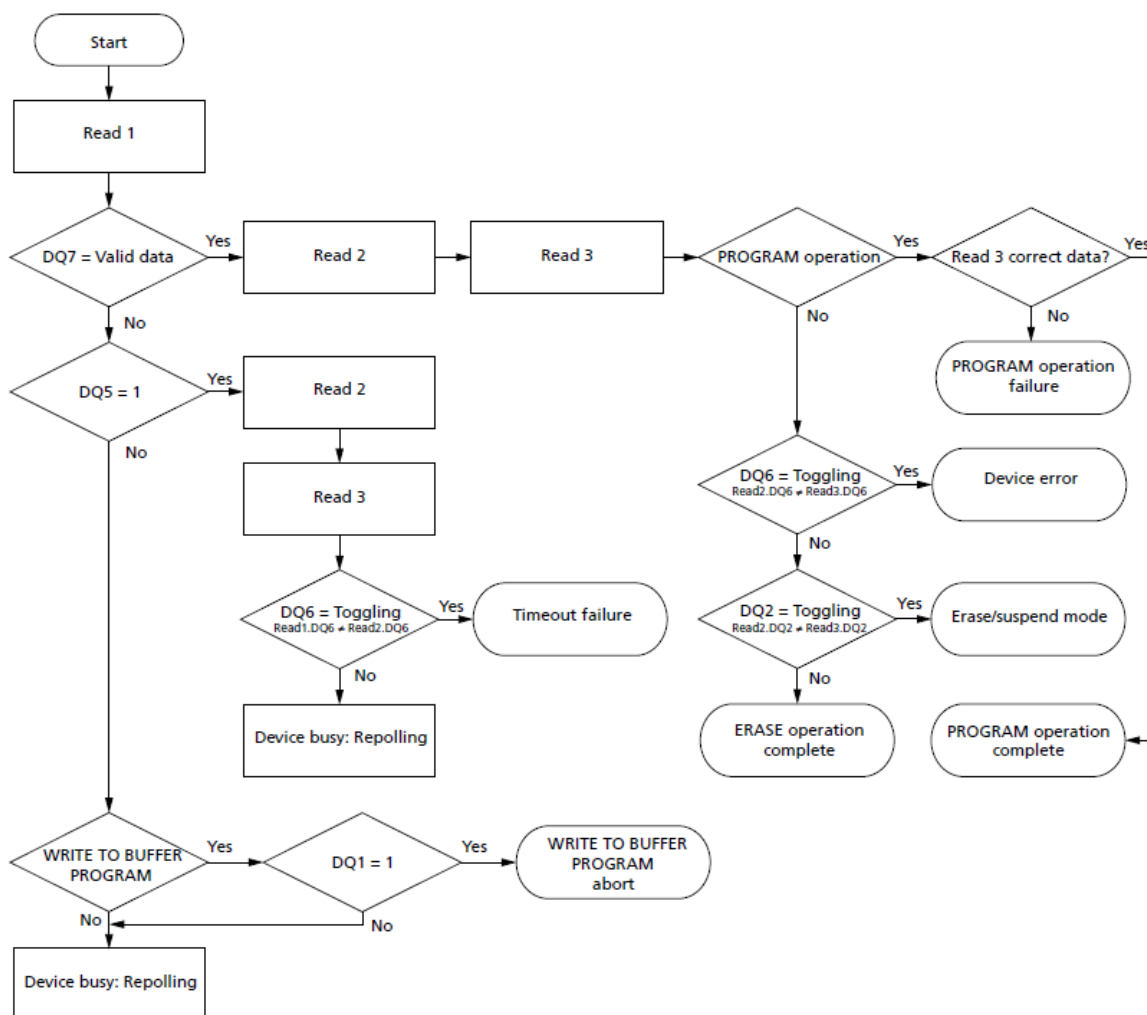 Start
Read 1
DQ7 = Valid data
Yes
Read 2
Read 3
PROGRAM operation
Yes
Read 3 correct data?
Yes
No
No
No
PROGRAM operation
failure
DQ5 = 1
Yes
Read 2
No
Read 3
DQ6 = Toggling
Read2.DQ6 ≠ Read3.DQ6
Yes
Device error
No
DQ6 = Toggling
Read1.DQ6 ≠ Read2.DQ6
Yes
Timeout failure
No
DQ2 = Toggling
Read2.DQ2 ≠ Read3.DQ2
Yes
Erase/suspend mode
No
Device busy: Repolling
ERASE operation
complete
PROGRAM operation
complete
WRITE TO BUFFER
PROGRAM
Yes
DQ1 = 1
Yes
WRITE TO BUFFER
PROGRAM
abort
No
No
Device busy: Repolling